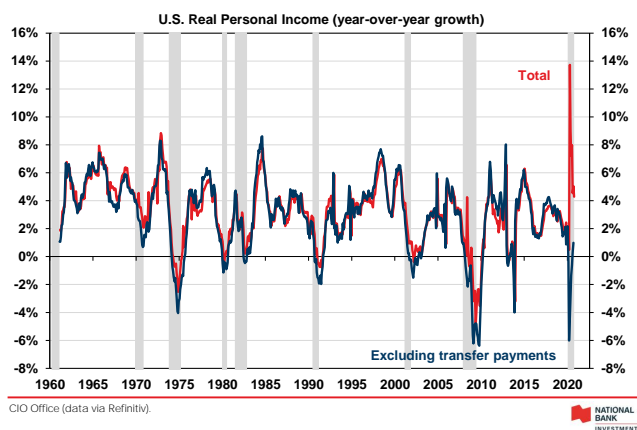 U.S. Real Personal Income (year-over-year growth)
16% 16%
14% 14%
Total
12% 12%
10% 10%
8% 8%
6% 6%
4% 4%
2% 2%
0% 0%
-2% -2%
-4% -4%
-6% -6%
Excluding transfer payments
-8% -8%
1960 1965 1970 1975 1980 1985 1990 1995 2000 2005 2010 2015 2020
CIO Office (data via Refinitiv).
NATIONAL
BANK
INVESTMENT